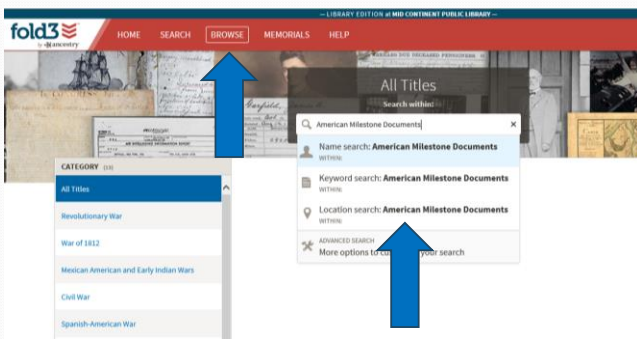 — LIBRARY EDITION at MID-CONTINENT PUBLIC LIBRARY —
fold3
by ancestry
HOME SEARCH BROWSE MEMORIALS HELP
All Titles
Search within:
American Milestone Documents
Name search: American Milestone Documents
WITHIN:
Keyword search: American Milestone Documents
WITHIN:
Location search: American Milestone Documents
WITHIN:
ADVANCED SEARCH
More options to cu your search
CATEGORY
All Titles
Revolutionary War
War of 1812
Mexican American and Early Indian Wars
Civil War
Spanish-American War